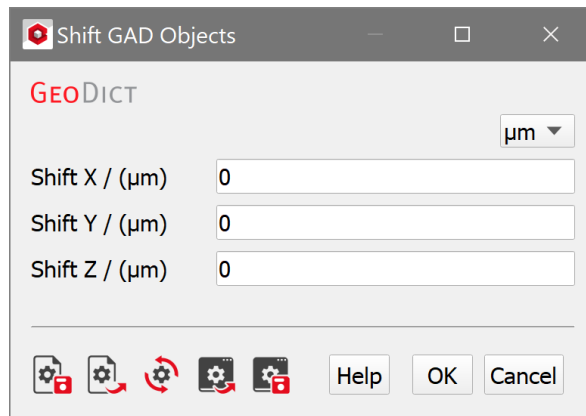 Shift GAD Objects
GEODICT
µm
Shift X / (µm) 0
Shift Y / (µm) 0
Shift Z / (µm) 0
Help OK Cancel